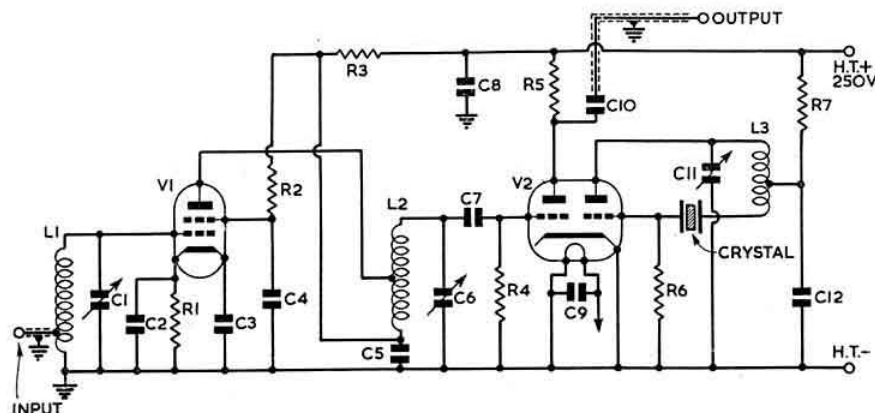 OUTPUT
R3
C8
R5
C10
H.T.+
250V
R7
V1
R2
L1
L2
C7
V2
C11
L3
CRYSTAL
C1
C2
R1
C3
C4
C6
R4
C9
R6
C12
C5
H.T.-
INPUT